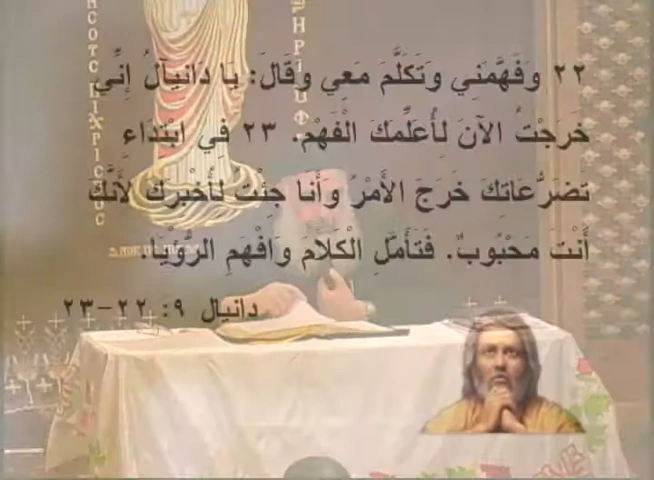 ٢٢ وَفَهَّمَنِي وَتَكَلَّمَ مَعِي وَقَالَ: يَا دَانِيآلُ إِنِّي
خَرَجْتُ الآنَ لِأُعَلِّمَكَ الْفَهْمَ. ٢٣ فِي ابْتِدَاءِ
تَضَرُّعَاتِكَ خَرَجَ الأَمْرُ وَأَنا جِئْتُ لأُخْبِرَكَ لأَنَّكَ
أَنْتَ مَحْبُوبٌ. فَتَأَمَّلِ الْكَلاَمَ وَافْهَمِ الرُّؤْيَا.
دانيال ٩: ٢٢-٢٣